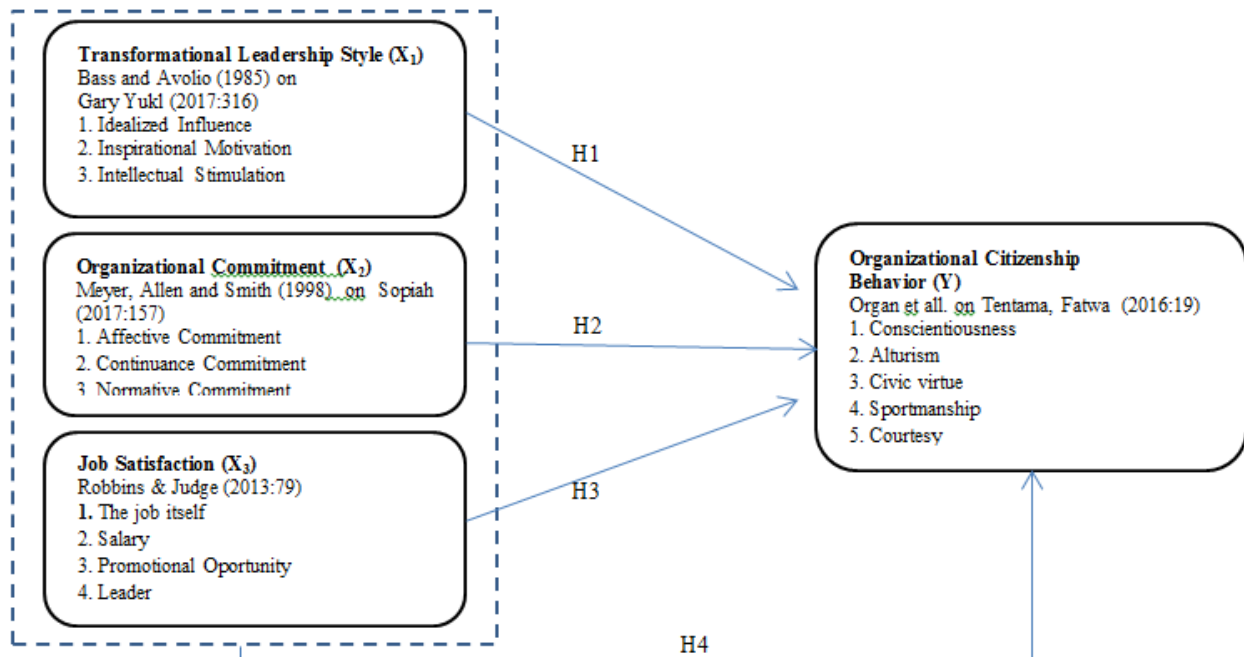 Transformational Leadership Style (X₁)
Bass and Avolio (1985) on
Gary Yukl (2017:316)
1. Idealized Influence
2. Inspirational Motivation
3. Intellectual Stimulation
H1
Organizational Commitment (X₂)
Meyer, Allen and Smith (1998) on Sopiah
(2017:157)
1. Affective Commitment
2. Continuance Commitment
3. Normative Commitment
H2
Job Satisfaction (X₃)
Robbins & Judge (2013:79)
1. The job itself
2. Salary
3. Promotional Oportunity
4. Leader
H3
Organizational Citizenship
Behavior (Y)
Organ et all. on Tentama, Fatwa (2016:19)
1. Conscientiousness
2. Alturism
3. Civic virtue
4. Sportmanship
5. Courtesy
H4